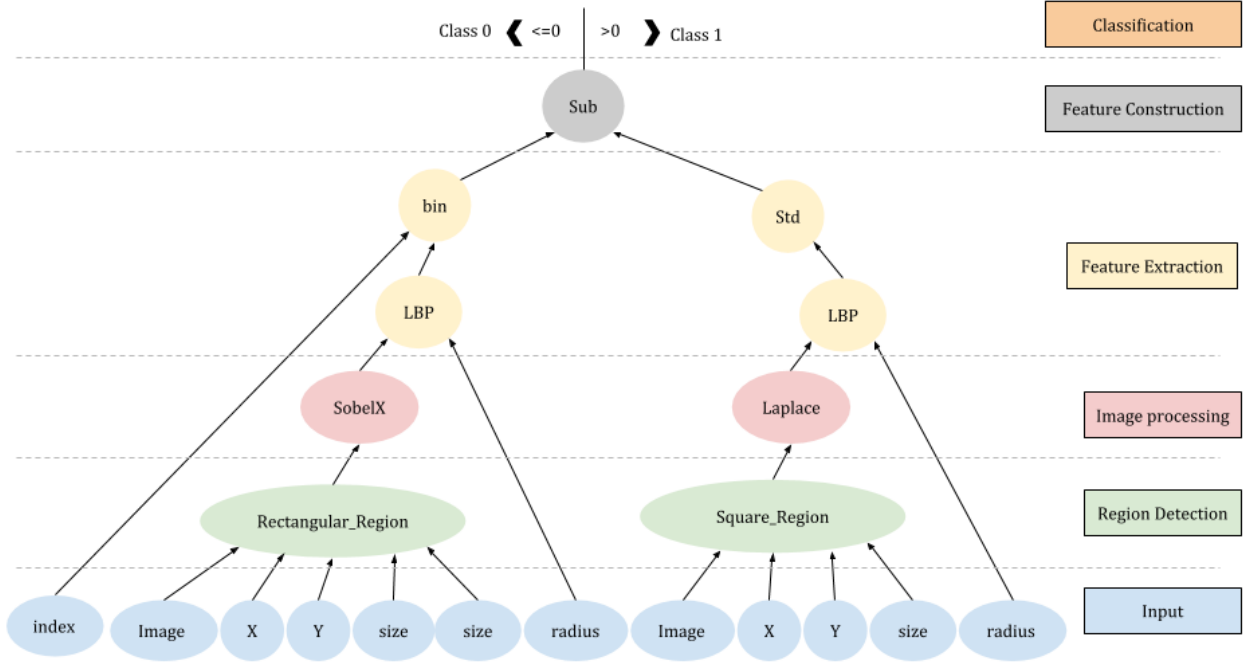 Class 0 <=0 >0 Class 1
Classification
Sub
Feature Construction
bin
Std
Feature Extraction
LBP
LBP
SobelX
Laplace
Image processing
Rectangular_Region
Square_Region
Region Detection
index Image X Y size size radius Image X Y size radius
Input